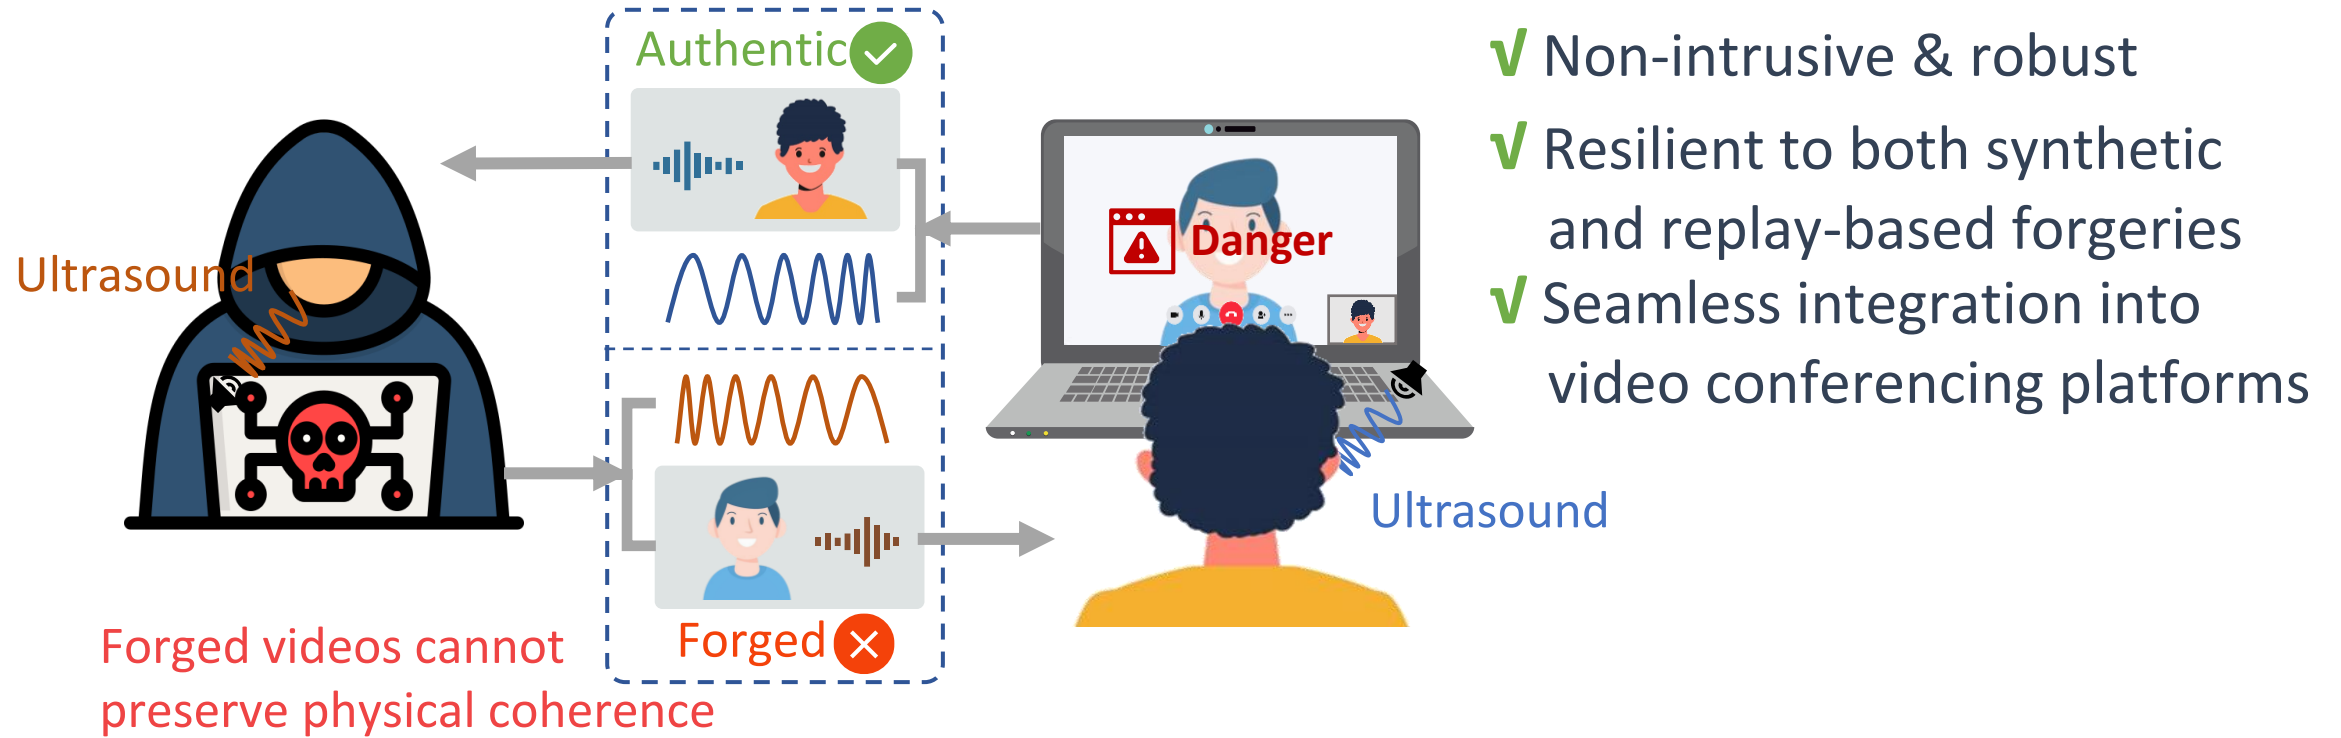 Authentic
Ultrasound
Danger
Ultrasound
Forged
Forged videos cannot
preserve physical coherence
√ Non-intrusive & robust
√ Resilient to both synthetic
and replay-based forgeries
√ Seamless integration into
video conferencing platforms